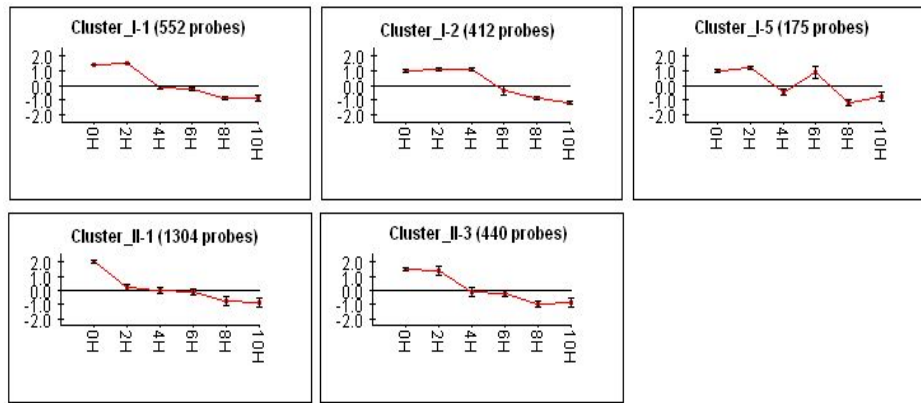 Cluster_I-1 (552 probes)
2.0
1.0
0.0
-1.0
-2.0
0H
2H
4H
6H
8H
10H
Cluster_I-2 (412 probes)
2.0
1.0
0.0
-1.0
-2.0
0H
2H
4H
6H
8H
10H
Cluster_I-5 (175 probes)
2.0
1.0
0.0
-1.0
-2.0
0H
2H
4H
6H
8H
10H
Cluster_II-1 (1304 probes)
2.0
1.0
0.0
-1.0
-2.0
0H
2H
4H
6H
8H
10H
Cluster_II-3 (440 probes)
2.0
1.0
0.0
-1.0
-2.0
0H
2H
4H
6H
8H
10H